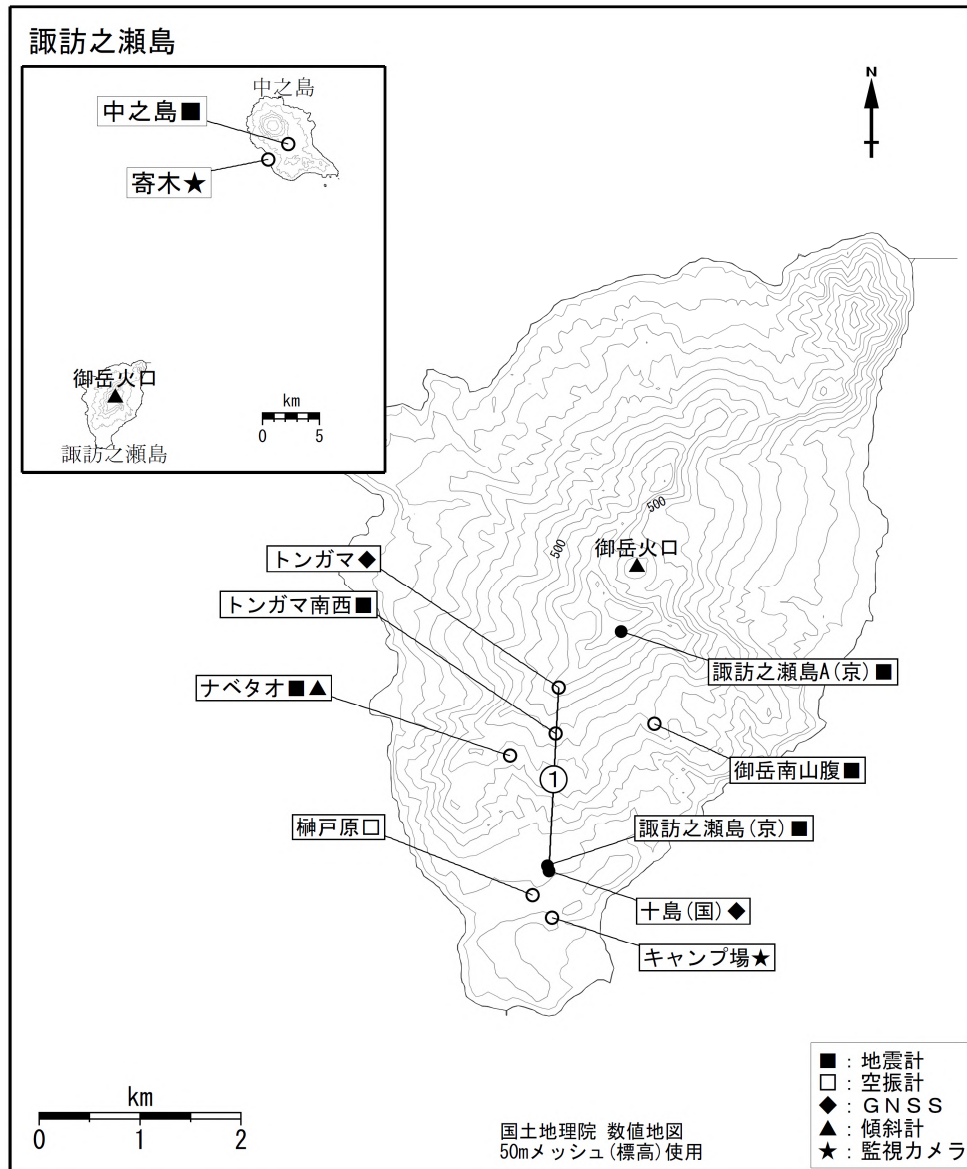 諏訪之瀬島
中之島
中之島■
寄木★
御岳火口
諏訪之瀬島
km
0 5
N
500
500
御岳火口
トンガマ◆
トンガマ南西■
諏訪之瀬島A(京)■
ナベタオ■▲
御岳南山腹■
①
榊戸原□
諏訪之瀬島(京)■
十島(国)◆
キャンプ場★
km
0 1 2
国土地理院 数値地図
50mメッシュ(標高)使用
■:地震計
□:空振計
◆:GNSS
▲:傾斜計
★:監視カメラ